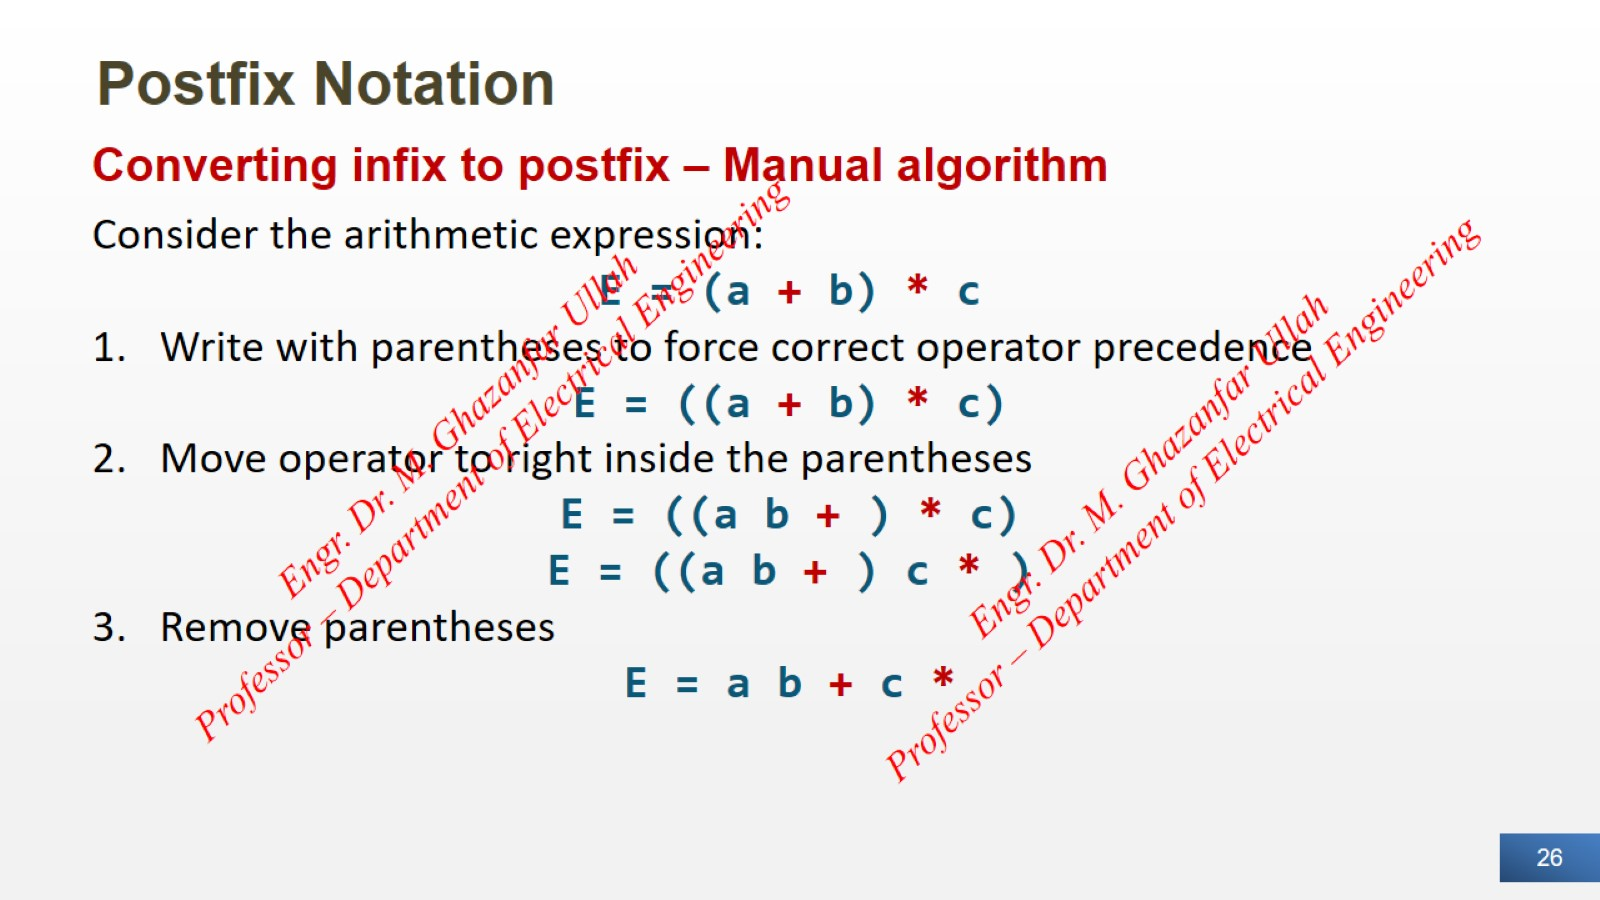 Postfix Notation
Converting infix to postfix – Manual algorithm
Consider the arithmetic expression:
E = (a + b) * c
1. Write with parentheses to force correct operator precedence
E = ((a + b) * c)
2. Move operator to right inside the parentheses
E = ((a b + ) * c)
E = ((a b + ) c * )
3. Remove parentheses
E = a b + c *
Engr. Dr. M. Ghazanfar Ullah
Professor – Department of Electrical Engineering
Engr. Dr. M. Ghazanfar Ullah
Professor – Department of Electrical Engineering
26